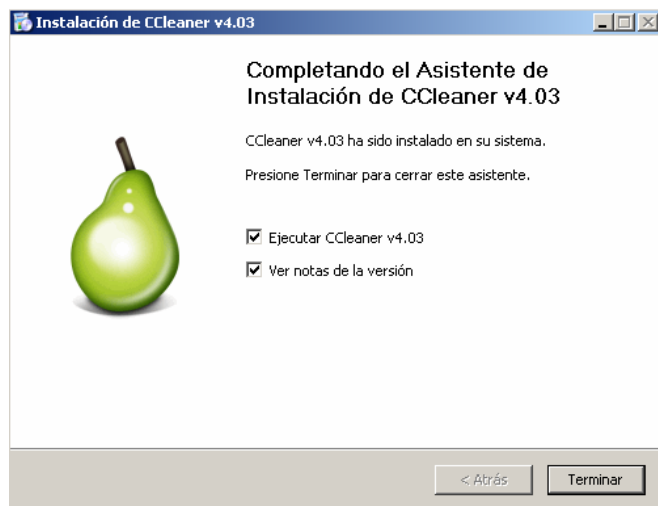 Instalación de CCleaner v4.03
Completando el Asistente de
Instalación de CCleaner v4.03
CCleaner v4.03 ha sido instalado en su sistema.
Presione Terminar para cerrar este asistente.
Ejecutar CCleaner v4.03
Ver notas de la versión
< Atrás
Terminar